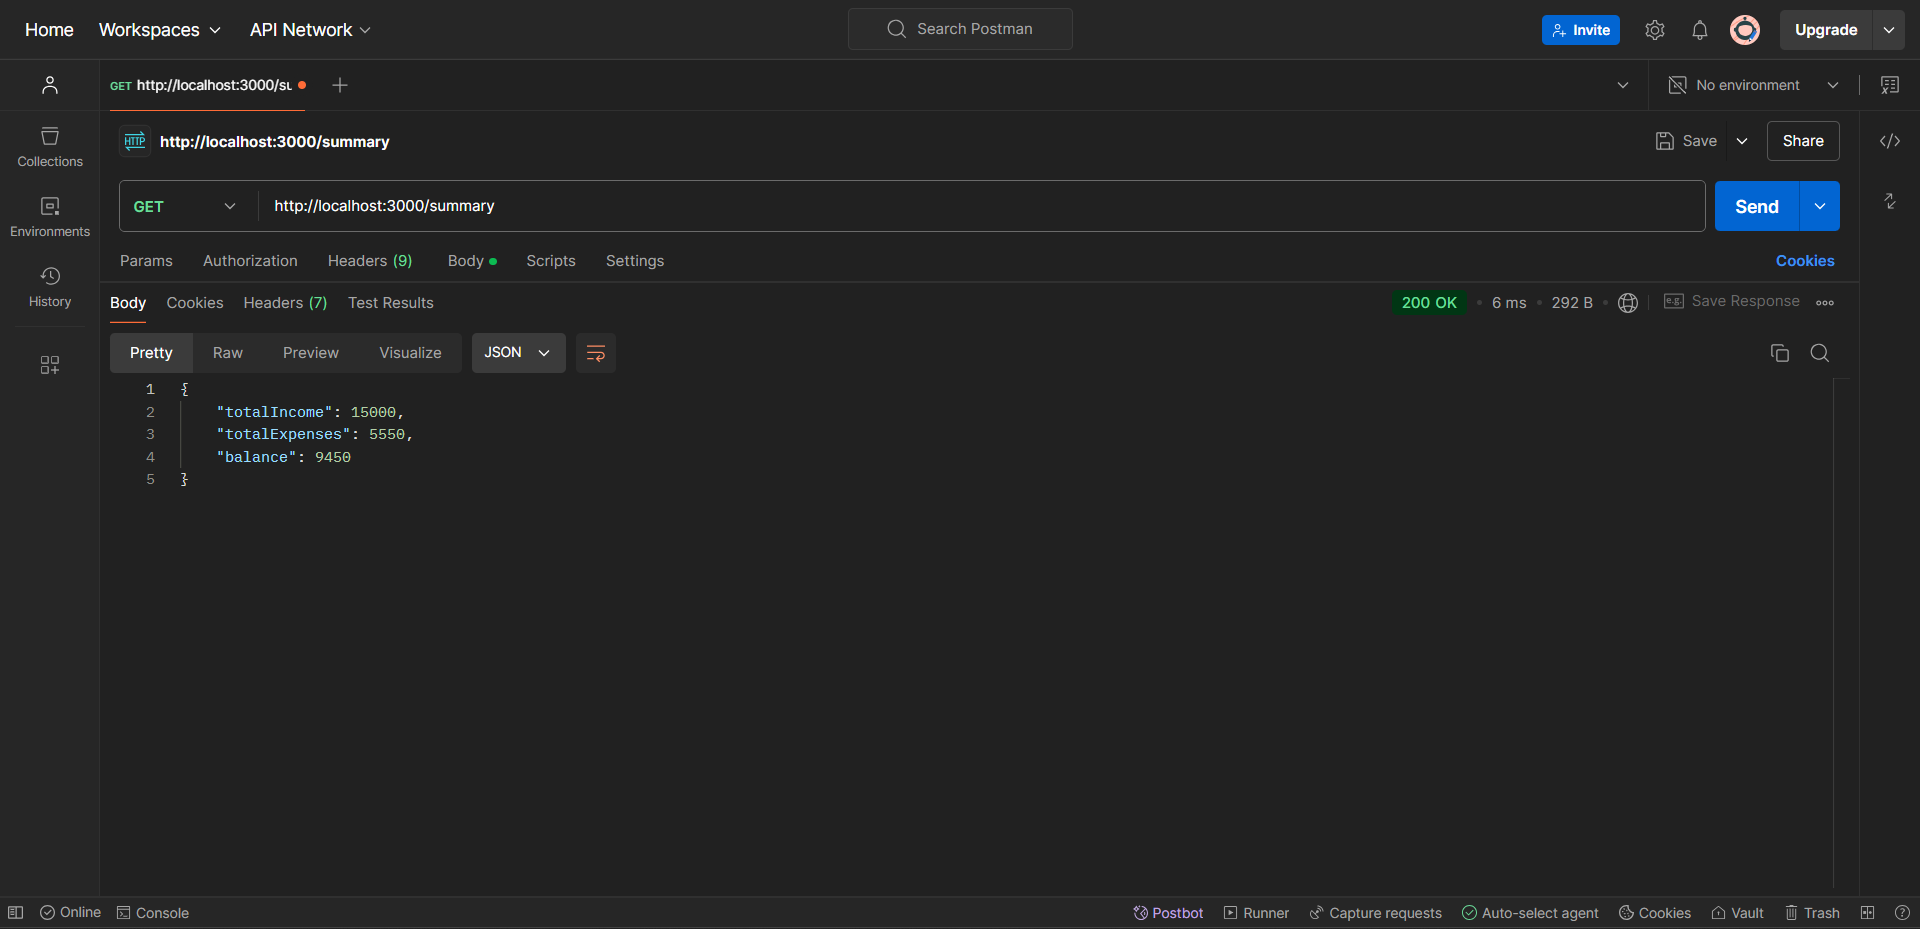 Home Workspaces API Network Search Postman Invite Upgrade
GET http://localhost:3000/su No environment
HTTP http://localhost:3000/summary Save Share
Collections
GET http://localhost:3000/summary Send
Environments
Params Authorization Headers (9) Body Scripts Settings Cookies
History
Body Cookies Headers (7) Test Results 200 OK 6 ms 292 B e.g. Save Response
Pretty Raw Preview Visualize JSON
1 {
2 "totalIncome": 15000,
3 "totalExpenses": 5550,
4 "balance": 9450
5 }
Online Console Postbot Runner Capture requests Auto-select agent Cookies Vault Trash